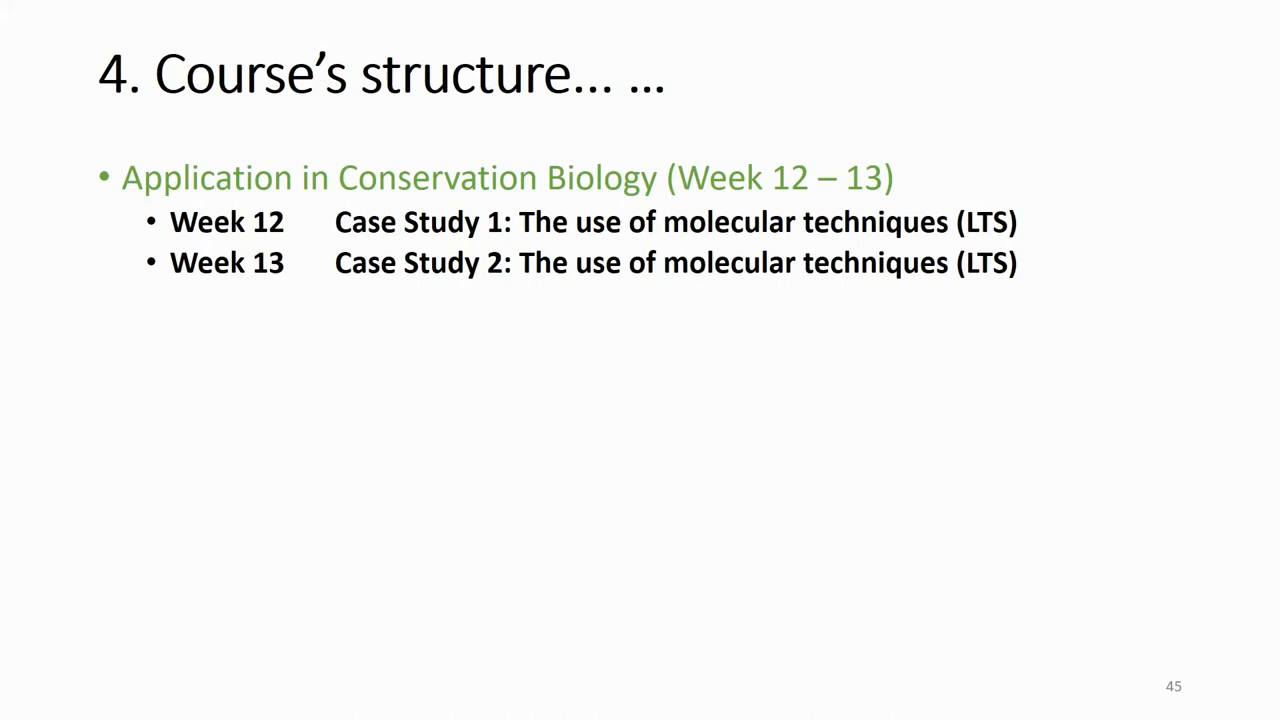 4. Course’s structure... ...
• Application in Conservation Biology (Week 12 – 13)
• Week 12 Case Study 1: The use of molecular techniques (LTS)
• Week 13 Case Study 2: The use of molecular techniques (LTS)
45